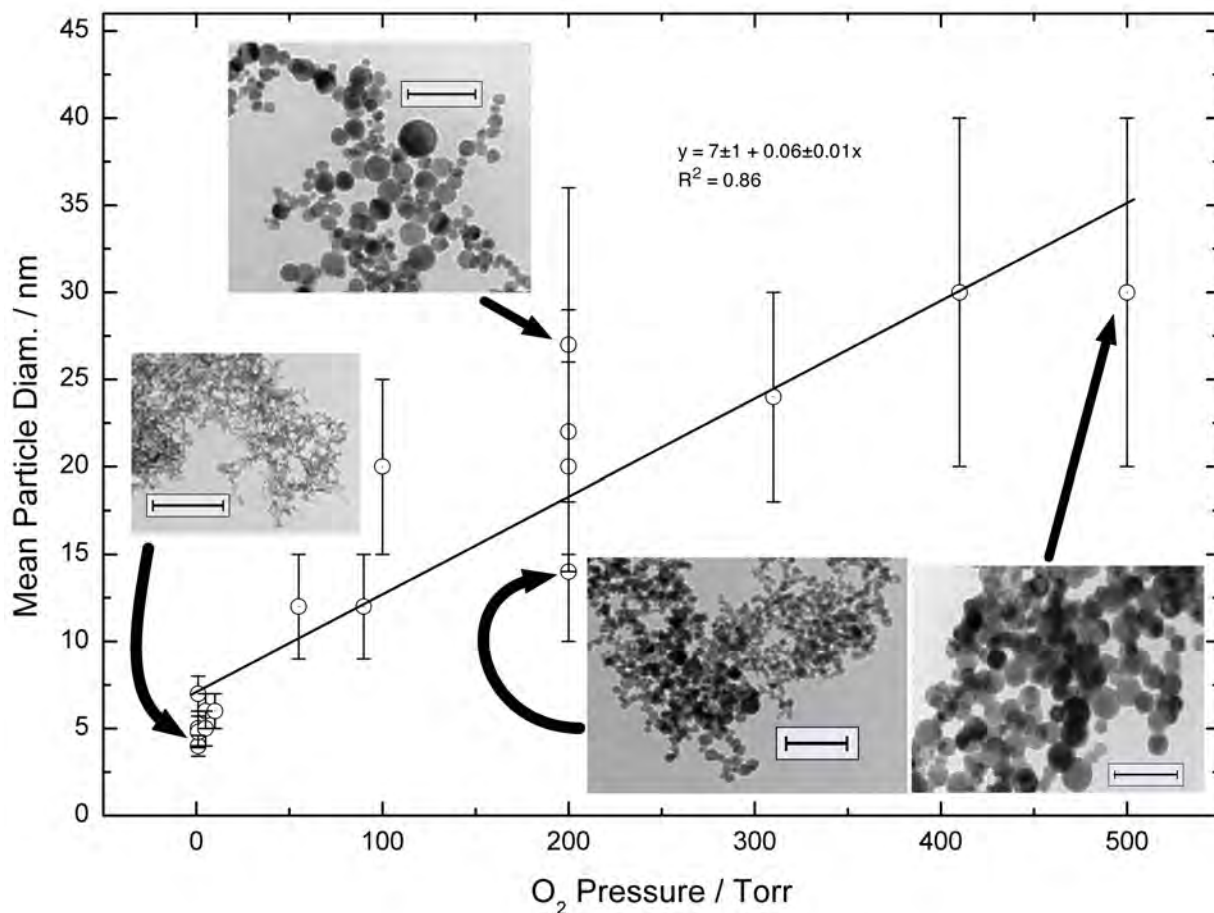 45
40
35
30
25
20
15
10
5
0
Mean Particle Diam. / nm
y = 7±1 + 0.06±0.01x
R² = 0.86
0 100 200 300 400 500
O₂ Pressure / Torr